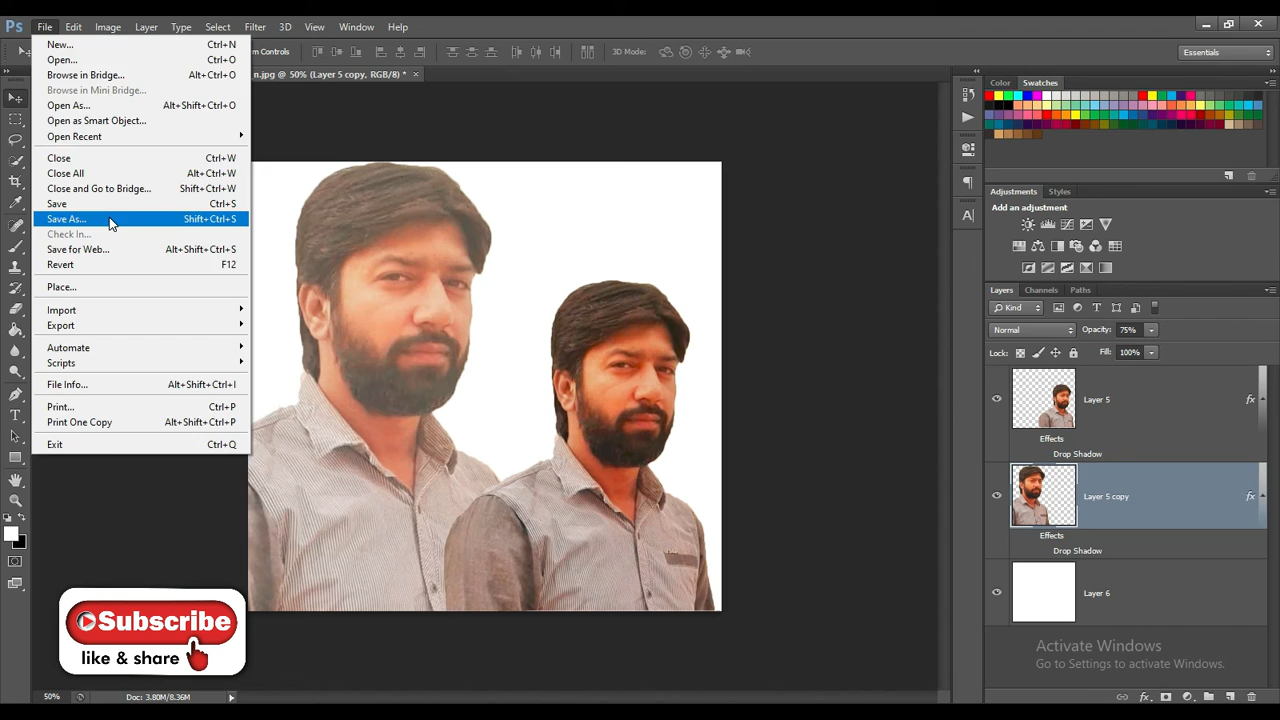 Ps File Edit Image Layer Type Select Filter 3D View Window Help
m Controls 3D Mode: Essentials
n.jpg @ 50% (Layer 5 copy, RGB/8) * ×
New... Ctrl+N
Open... Ctrl+O
Browse in Bridge... Alt+Ctrl+O
Browse in Mini Bridge...
Open As... Alt+Shift+Ctrl+O
Open as Smart Object...
Open Recent
Close Ctrl+W
Close All Alt+Ctrl+W
Close and Go to Bridge... Shift+Ctrl+W
Save Ctrl+S
Save As... Shift+Ctrl+S
Check In...
Save for Web... Alt+Shift+Ctrl+S
Revert F12
Place...
Import
Export
Automate
Scripts
File Info... Alt+Shift+Ctrl+I
Print... Ctrl+P
Print One Copy Alt+Shift+Ctrl+P
Exit Ctrl+Q
Color Swatches
Adjustments Styles
Add an adjustment
Layers Channels Paths
Kind
Normal Opacity: 75%
Lock: Fill: 100%
Layer 5 fx
Effects
Drop Shadow
Layer 5 copy fx
Effects
Drop Shadow
Layer 6
Activate Windows
Go to Settings to activate Windows.
Subscribe
like & share
50% Doc: 3.80M/8.36M